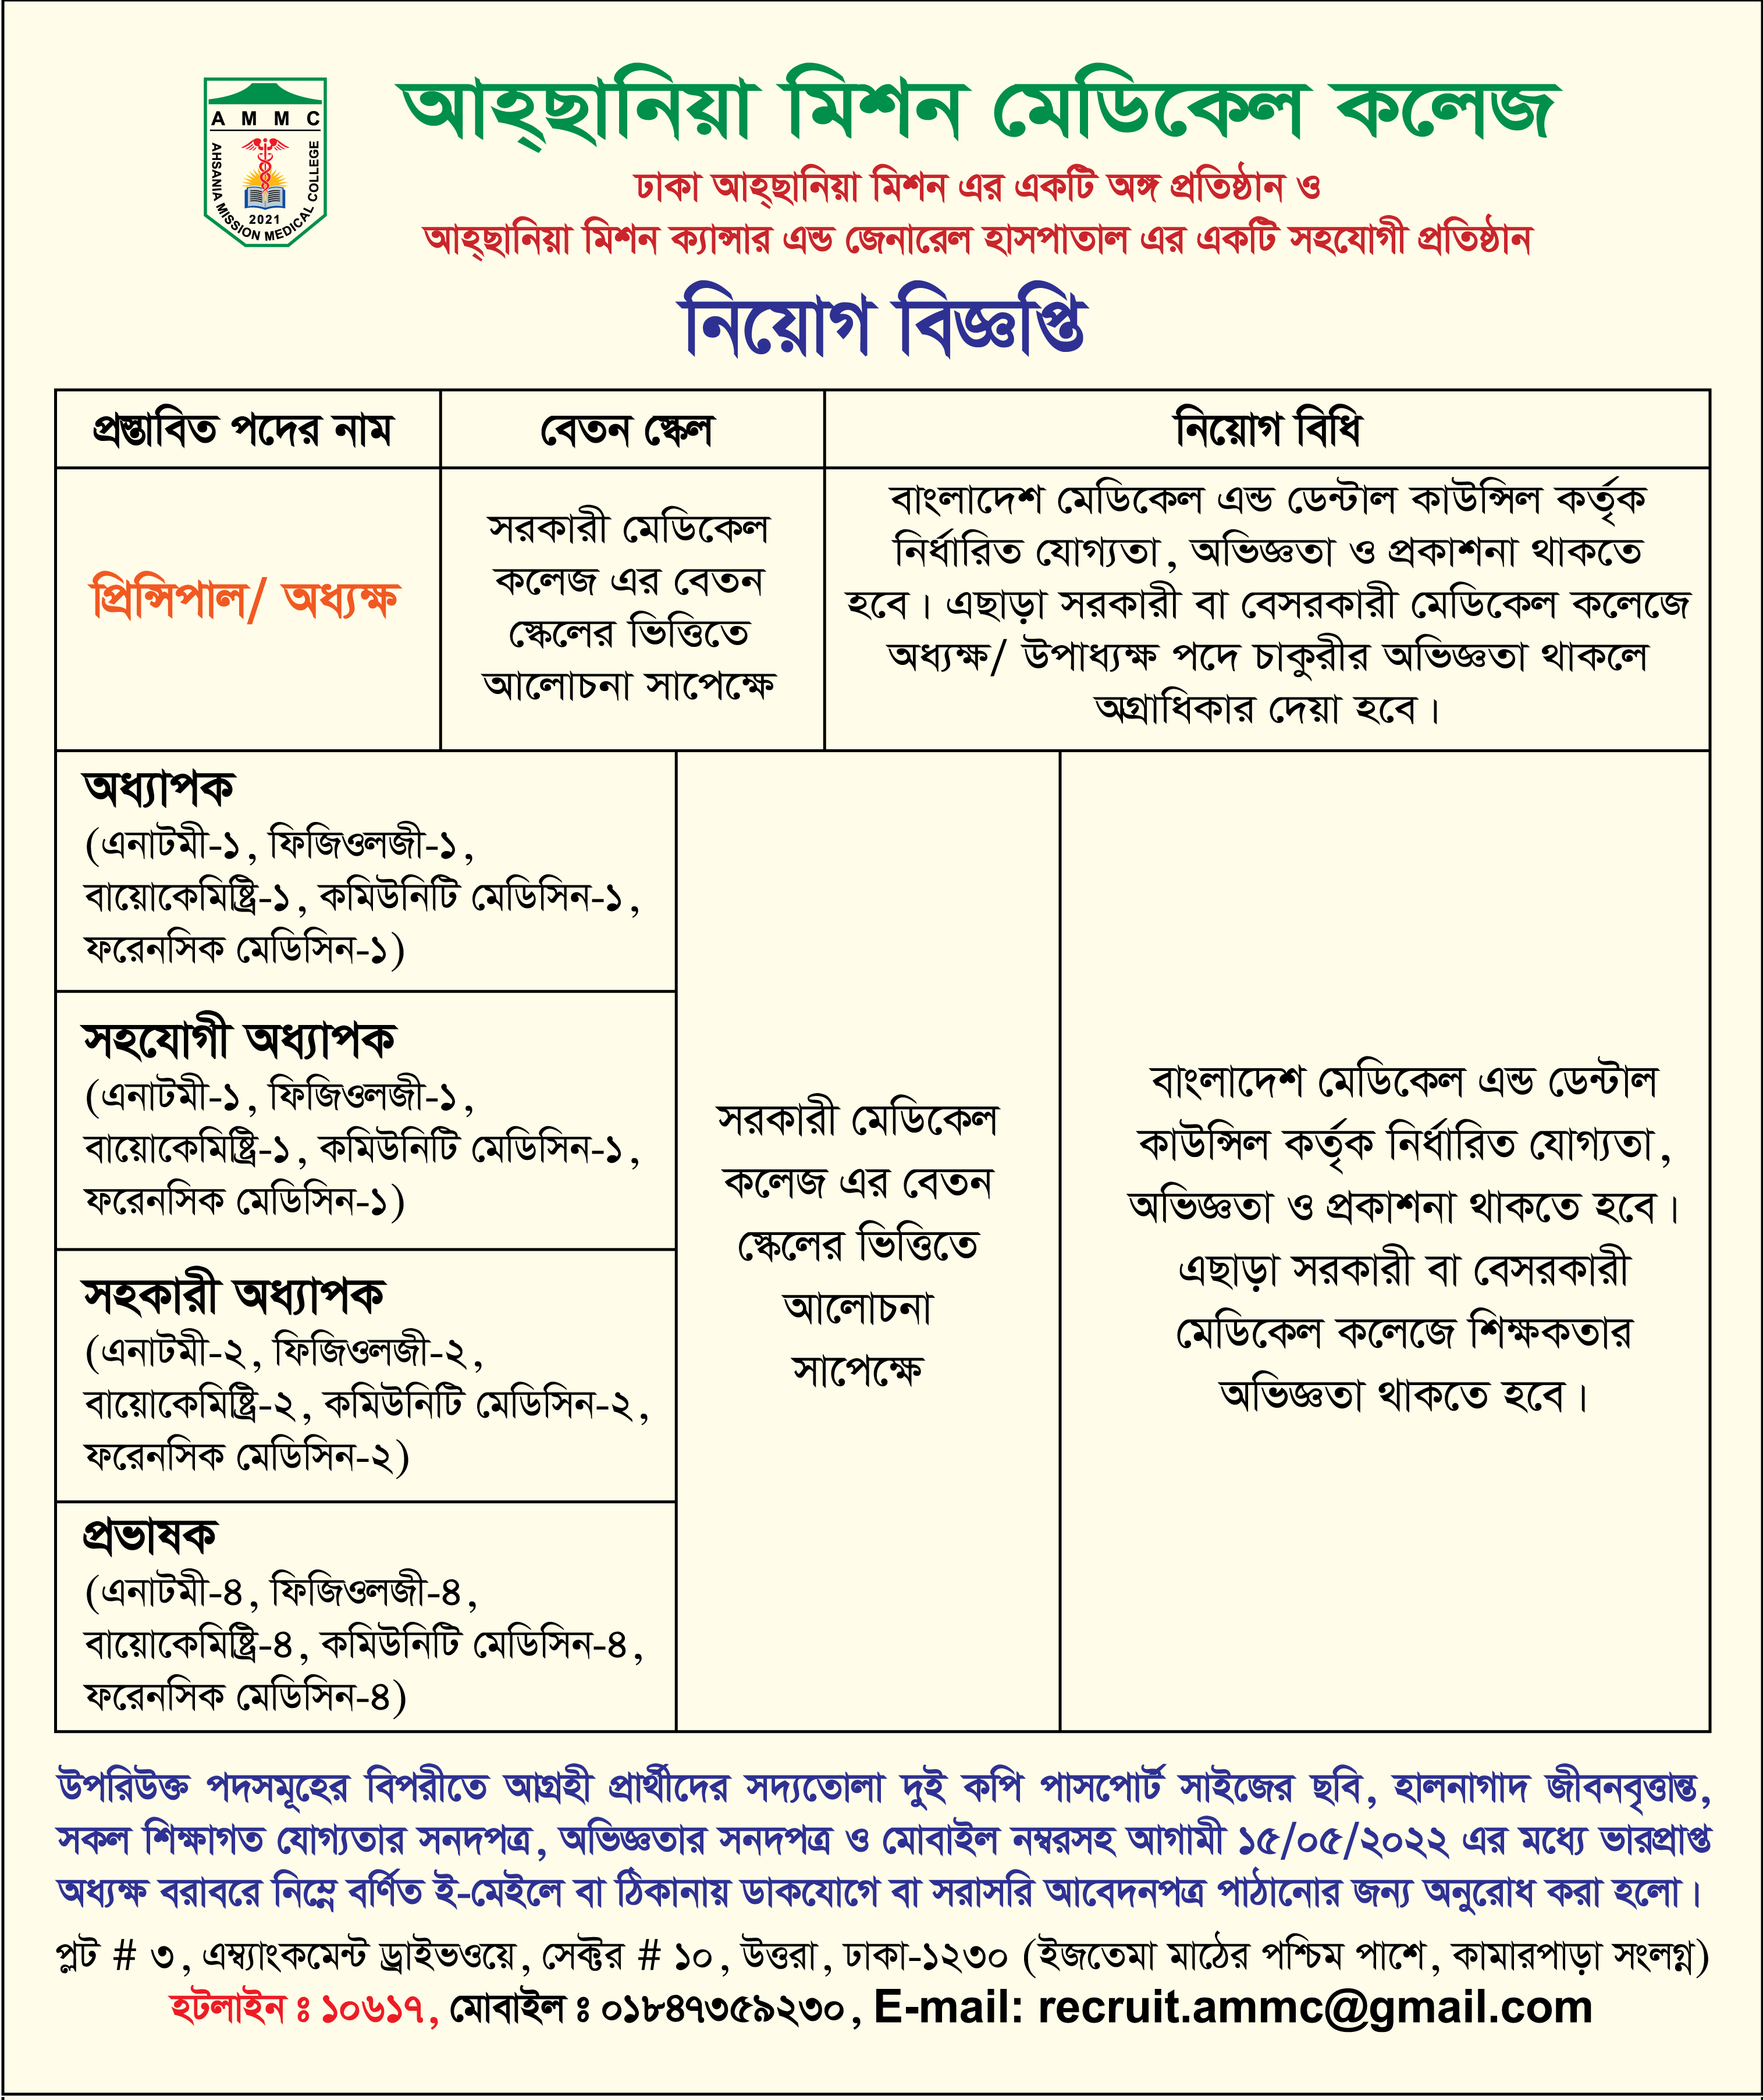 A M M C
AHSANIA MISSION MEDICAL COLLEGE
2021
আহ্ছানিয়া মিশন মেডিকেল কলেজ
ঢাকা আহ্ছানিয়া মিশন এর একটি অঙ্গ প্রতিষ্ঠান ও
আহ্ছানিয়া মিশন ক্যান্সার এন্ড জেনারেল হাসপাতাল এর একটি সহযোগী প্রতিষ্ঠান
নিয়োগ বিজ্ঞপ্তি
প্রস্তাবিত পদের নাম
বেতন স্কেল
নিয়োগ বিধি
প্রিন্সিপাল/ অধ্যক্ষ
সরকারী মেডিকেল
কলেজ এর বেতন
স্কেলের ভিত্তিতে
আলোচনা সাপেক্ষে
বাংলাদেশ মেডিকেল এন্ড ডেন্টাল কাউন্সিল কর্তৃক
নির্ধারিত যোগ্যতা, অভিজ্ঞতা ও প্রকাশনা থাকতে
হবে। এছাড়া সরকারী বা বেসরকারী মেডিকেল কলেজে
অধ্যক্ষ/ উপাধ্যক্ষ পদে চাকুরীর অভিজ্ঞতা থাকলে
অগ্রাধিকার দেয়া হবে।
অধ্যাপক
(এনাটমী-১, ফিজিওলজী-১,
বায়োকেমিষ্ট্রি-১, কমিউনিটি মেডিসিন-১,
ফরেনসিক মেডিসিন-১)
সহযোগী অধ্যাপক
(এনাটমী-১, ফিজিওলজী-১,
বায়োকেমিষ্ট্রি-১, কমিউনিটি মেডিসিন-১,
ফরেনসিক মেডিসিন-১)
সহকারী অধ্যাপক
(এনাটমী-২, ফিজিওলজী-২,
বায়োকেমিষ্ট্রি-২, কমিউনিটি মেডিসিন-২,
ফরেনসিক মেডিসিন-২)
প্রভাষক
(এনাটমী-৪, ফিজিওলজী-৪,
বায়োকেমিষ্ট্রি-৪, কমিউনিটি মেডিসিন-৪,
ফরেনসিক মেডিসিন-৪)
সরকারী মেডিকেল
কলেজ এর বেতন
স্কেলের ভিত্তিতে
আলোচনা
সাপেক্ষে
বাংলাদেশ মেডিকেল এন্ড ডেন্টাল
কাউন্সিল কর্তৃক নির্ধারিত যোগ্যতা,
অভিজ্ঞতা ও প্রকাশনা থাকতে হবে।
এছাড়া সরকারী বা বেসরকারী
মেডিকেল কলেজে শিক্ষকতার
অভিজ্ঞতা থাকতে হবে।
উপরিউক্ত পদসমূহের বিপরীতে আগ্রহী প্রার্থীদের সদ্যতোলা দুই কপি পাসপোর্ট সাইজের ছবি, হালনাগাদ জীবনবৃত্তান্ত,
সকল শিক্ষাগত যোগ্যতার সনদপত্র, অভিজ্ঞতার সনদপত্র ও মোবাইল নম্বরসহ আগামী ১৫/০৫/২০২২ এর মধ্যে ভারপ্রাপ্ত
অধ্যক্ষ বরাবরে নিম্নে বর্ণিত ই-মেইলে বা ঠিকানায় ডাকযোগে বা সরাসরি আবেদনপত্র পাঠানোর জন্য অনুরোধ করা হলো।
প্লট # ৩, এম্ব্যাংকমেন্ট ড্রাইভওয়ে, সেক্টর # ১০, উত্তরা, ঢাকা-১২৩০ (ইজতেমা মাঠের পশ্চিম পাশে, কামারপাড়া সংলগ্ন)
হটলাইন ঃ ১০৬১৭, মোবাইল ঃ ০১৮৪৭৩৫৯২৩০, E-mail: recruit.ammc@gmail.com